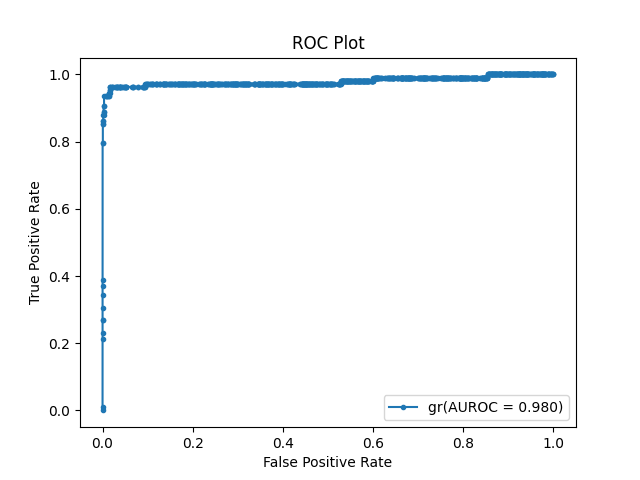 ROC Plot
True Positive Rate
1.0
0.8
0.6
0.4
0.2
0.0
gr(AUROC = 0.980)
0.0 0.2 0.4 0.6 0.8 1.0
False Positive Rate